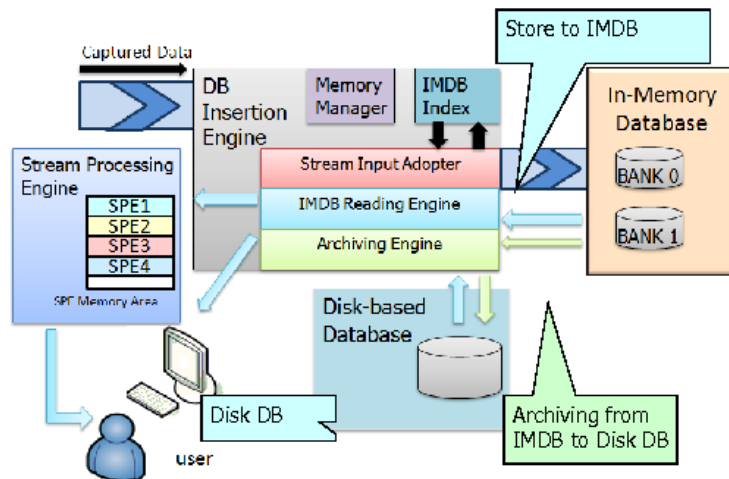 Captured Data
Store to IMDB
DB
Insertion
Engine
Memory
Manager
IMDB
Index
In-Memory
Database
BANK 0
BANK 1
Stream Processing
Engine
SPE1
SPE2
SPE3
SPE4
SPE Memory Area
Stream Input Adopter
IMDB Reading Engine
Archiving Engine
Disk-based
Database
Disk DB
user
Archiving from
IMDB to Disk DB